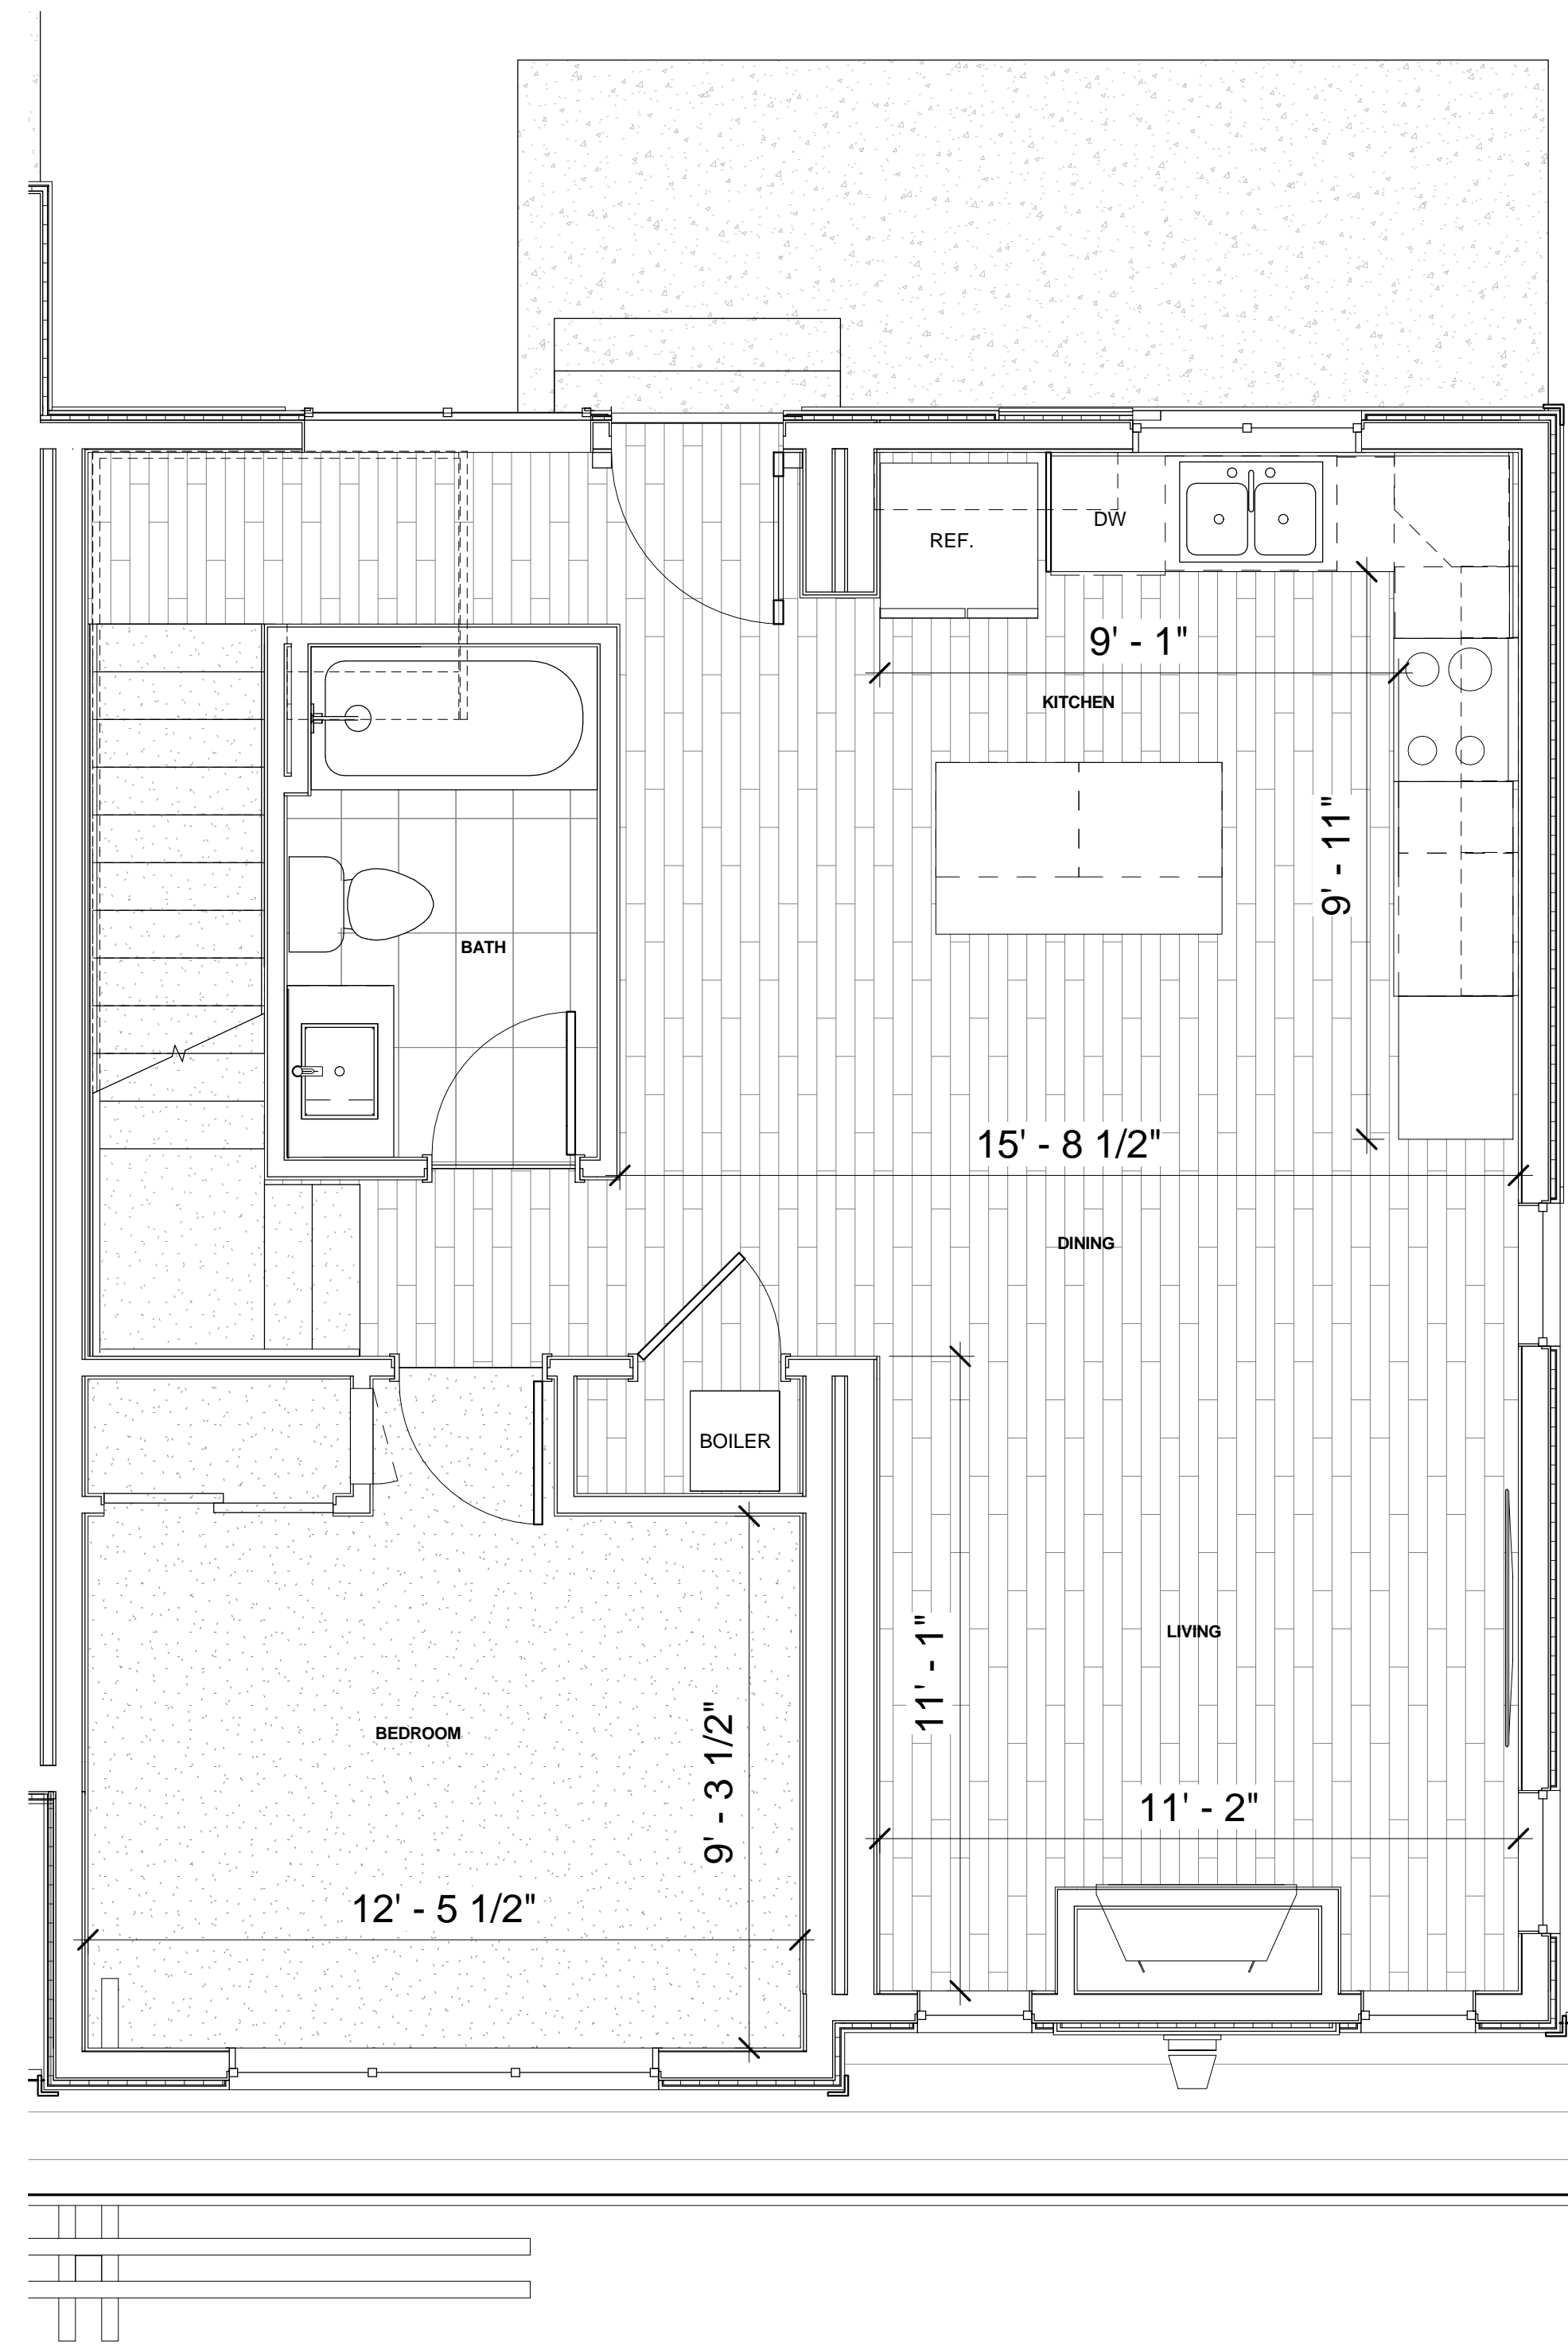 DW
REF.
9' - 1"
KITCHEN
9' - 11"
BATH
15' - 8 1/2"
DINING
BOILER
LIVING
11' - 1"
BEDROOM
9' - 3 1/2"
11' - 2"
12' - 5 1/2"